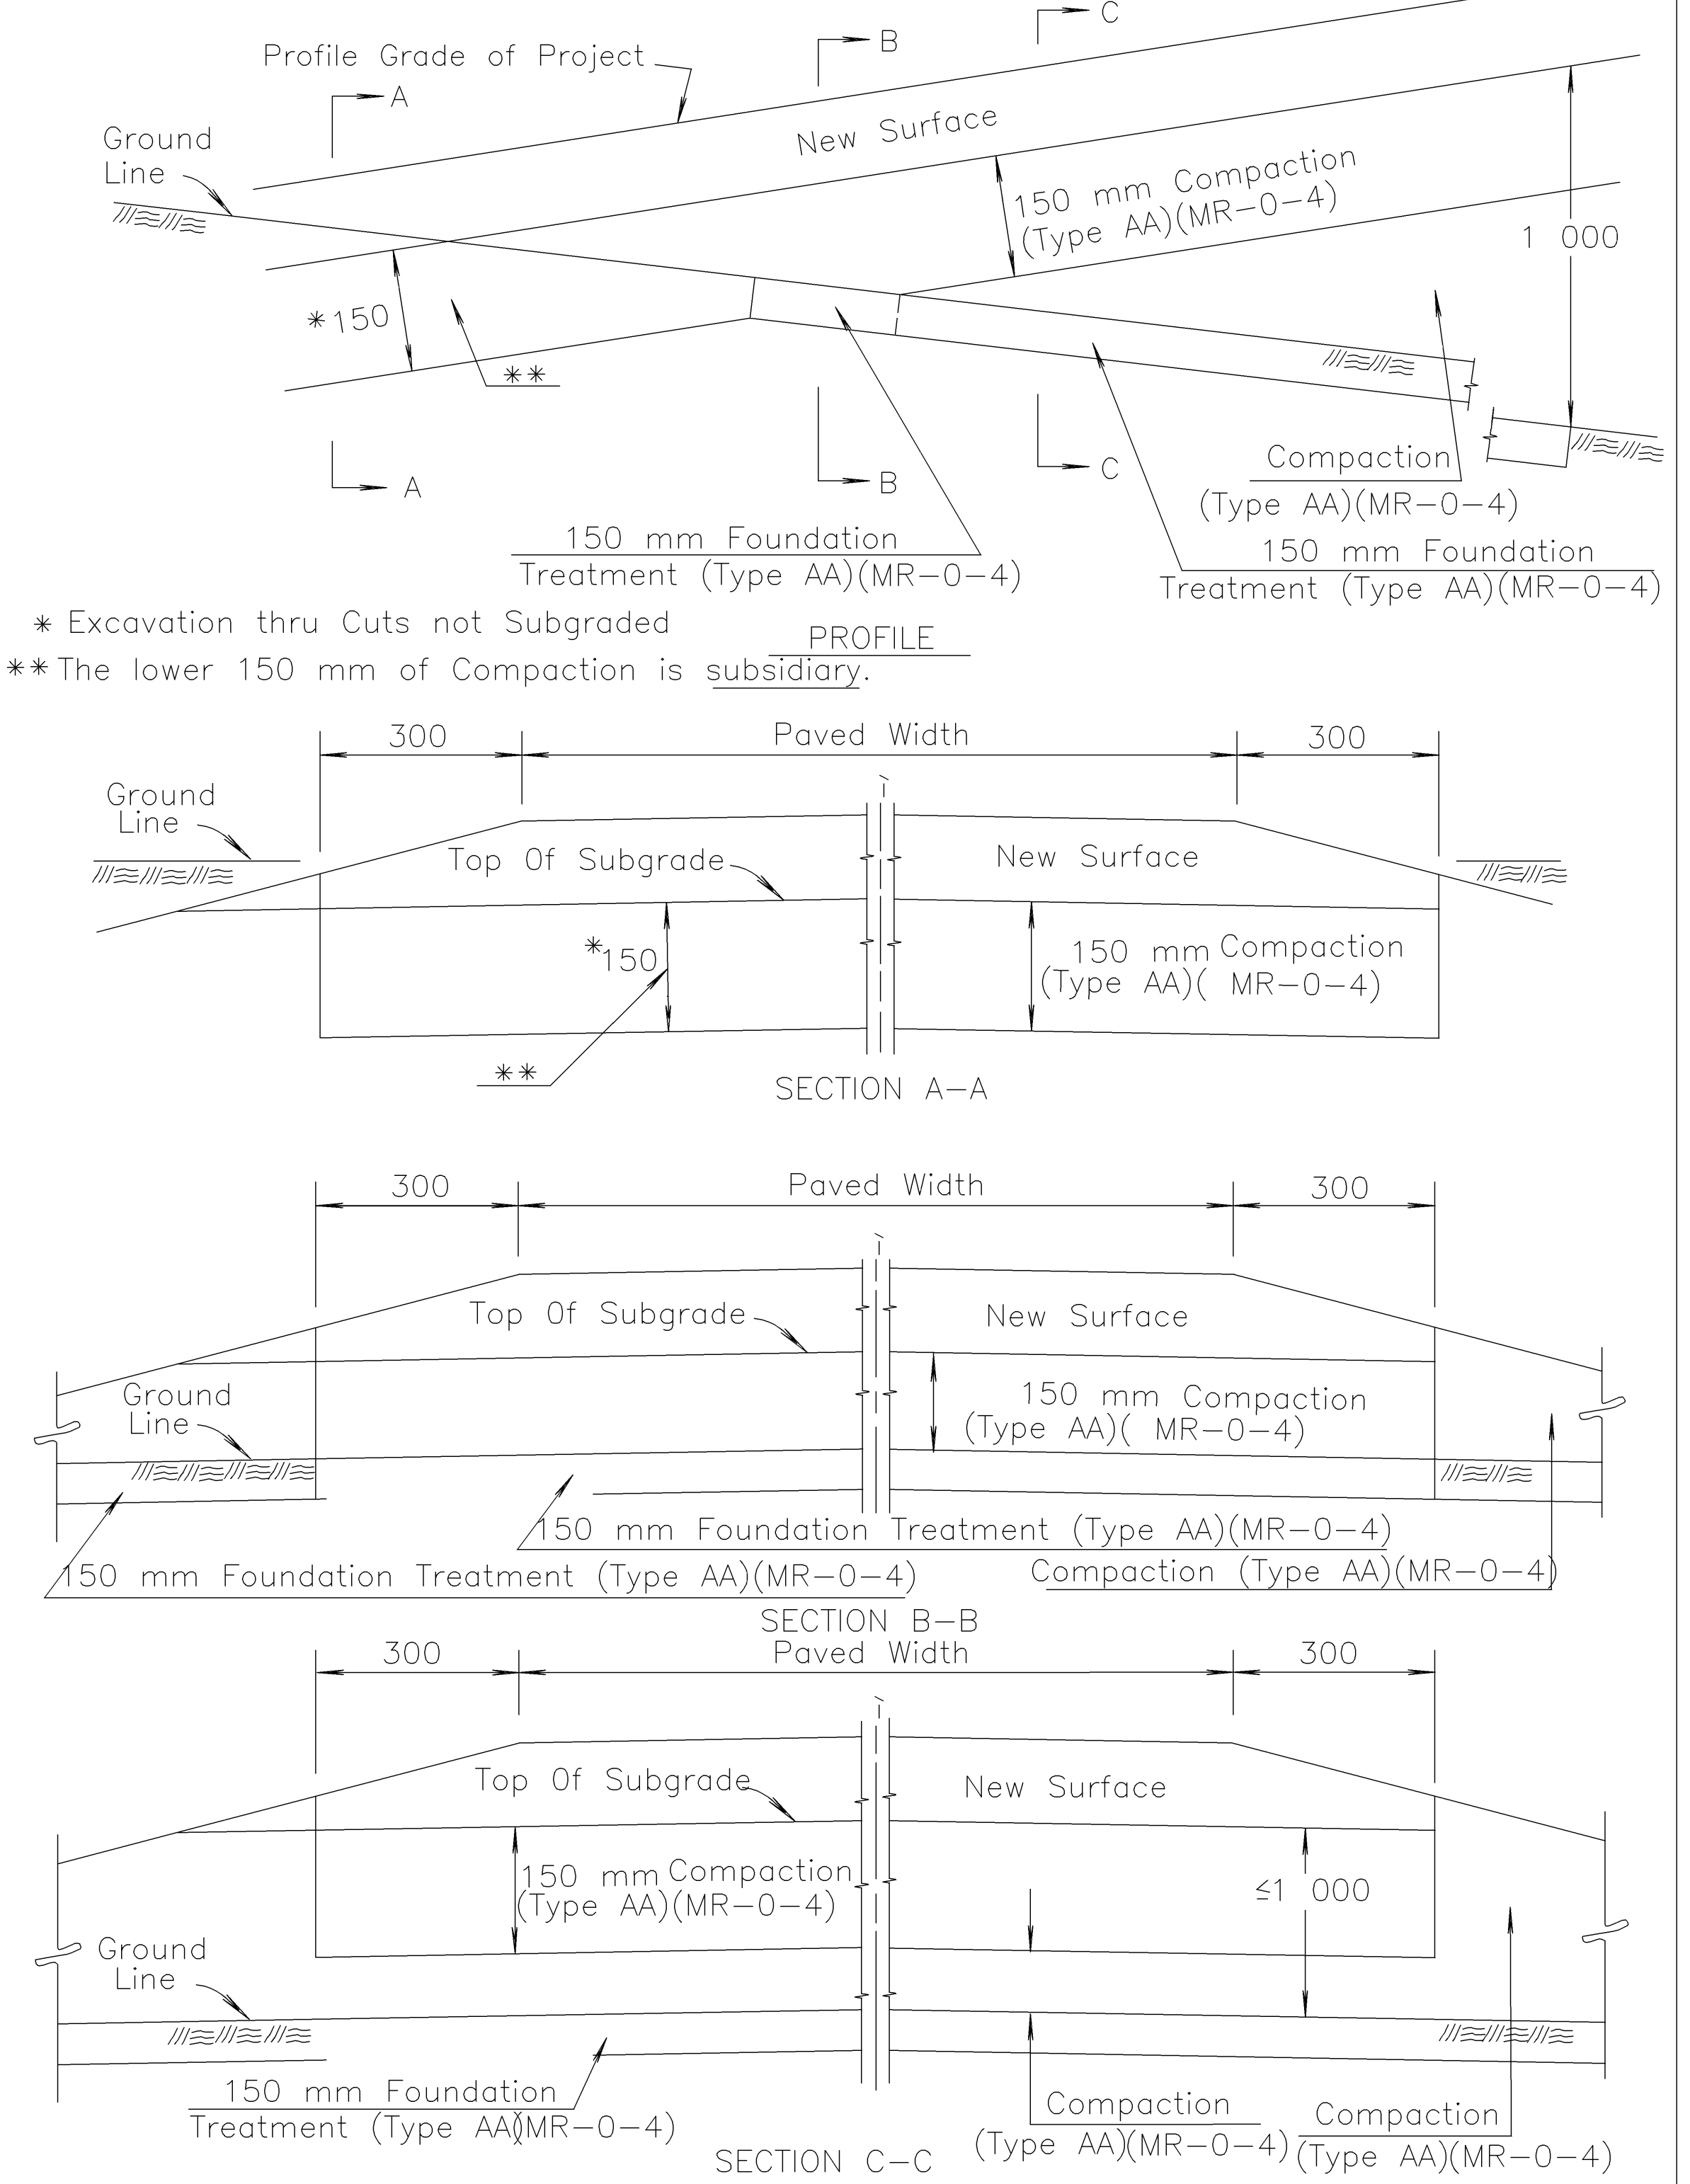 C
B
Profile Grade of Project
A
New Surface
Ground
Line
150 mm Compaction
(Type AA)(MR-0-4)
1 000
*150
**
A
B
C
Compaction
(Type AA)(MR-0-4)
150 mm Foundation
Treatment (Type AA)(MR-0-4)
150 mm Foundation
Treatment (Type AA)(MR-0-4)
* Excavation thru Cuts not Subgraded
PROFILE
** The lower 150 mm of Compaction is subsidiary.
300
Paved Width
300
Ground
Line
Top Of Subgrade
New Surface
*150
150 mm Compaction
(Type AA)( MR-0-4)
**
SECTION A-A
300
Paved Width
300
Top Of Subgrade
New Surface
Ground
Line
150 mm Compaction
(Type AA)( MR-0-4)
150 mm Foundation Treatment (Type AA)(MR-0-4)
150 mm Foundation Treatment (Type AA)(MR-0-4)
Compaction (Type AA)(MR-0-4)
SECTION B-B
300
Paved Width
300
Top Of Subgrade
New Surface
150 mm Compaction
(Type AA)(MR-0-4)
≤1 000
Ground
Line
150 mm Foundation
Treatment (Type AA)(MR-0-4)
Compaction
(Type AA)(MR-0-4)
Compaction
(Type AA)(MR-0-4)
SECTION C-C